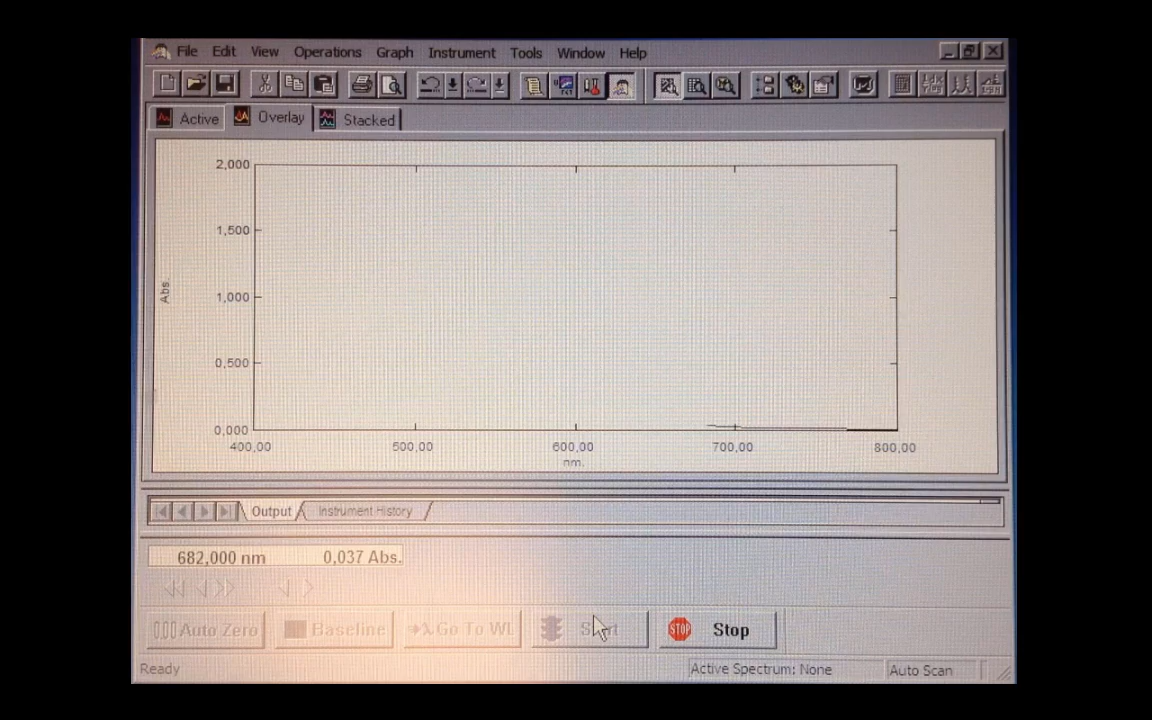 File Edit View Operations Graph Instrument Tools Window Help
Active Overlay Stacked
2,000
1,500
1,000
0,500
0,000
Abs.
400,00 500,00 600,00 700,00 800,00
nm.
Output Instrument History
682,000 nm 0,037 Abs.
Auto Zero Baseline Go To WL STOP Stop
Ready Active Spectrum: None Auto Scan